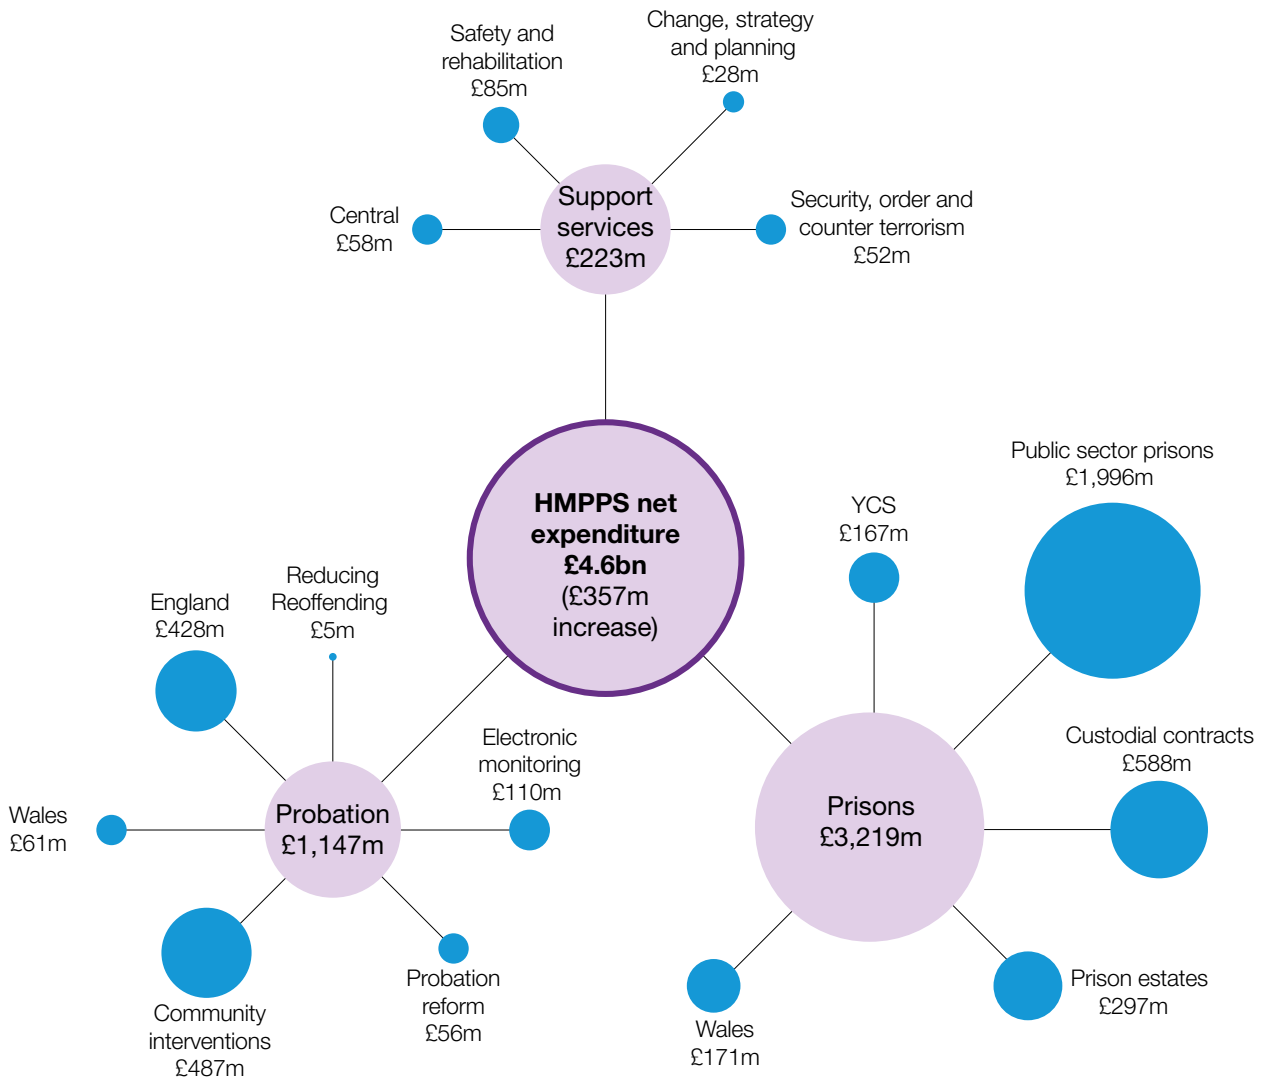 Safety and
rehabilitation
£85m
Change, strategy
and planning
£28m
Central
£58m
Support
services
£223m
Security, order and
counter terrorism
£52m
HMPPS net
expenditure
£4.6bn
(£357m
increase)
Public sector prisons
£1,996m
YCS
£167m
England
£428m
Reducing
Reoffending
£5m
Electronic
monitoring
£110m
Custodial contracts
£588m
Wales
£61m
Probation
£1,147m
Prisons
£3,219m
Community
interventions
£487m
Probation
reform
£56m
Wales
£171m
Prison estates
£297m